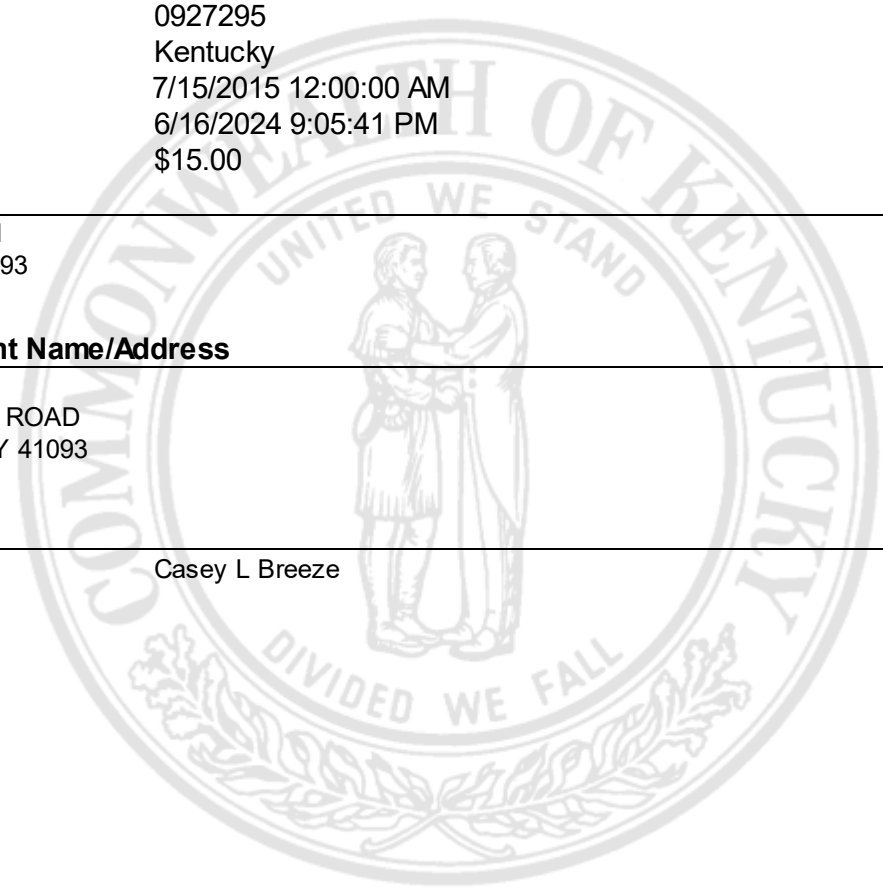 0927295
Kentucky
7/15/2015 12:00:00 AM
6/16/2024 9:05:41 PM
$15.00
93
nt Name/Address
ROAD
Y 41093
Casey L Breeze
COMMONWEALTH OF KENTUCKY
UNITED WE STAND
DIVIDED WE FALL